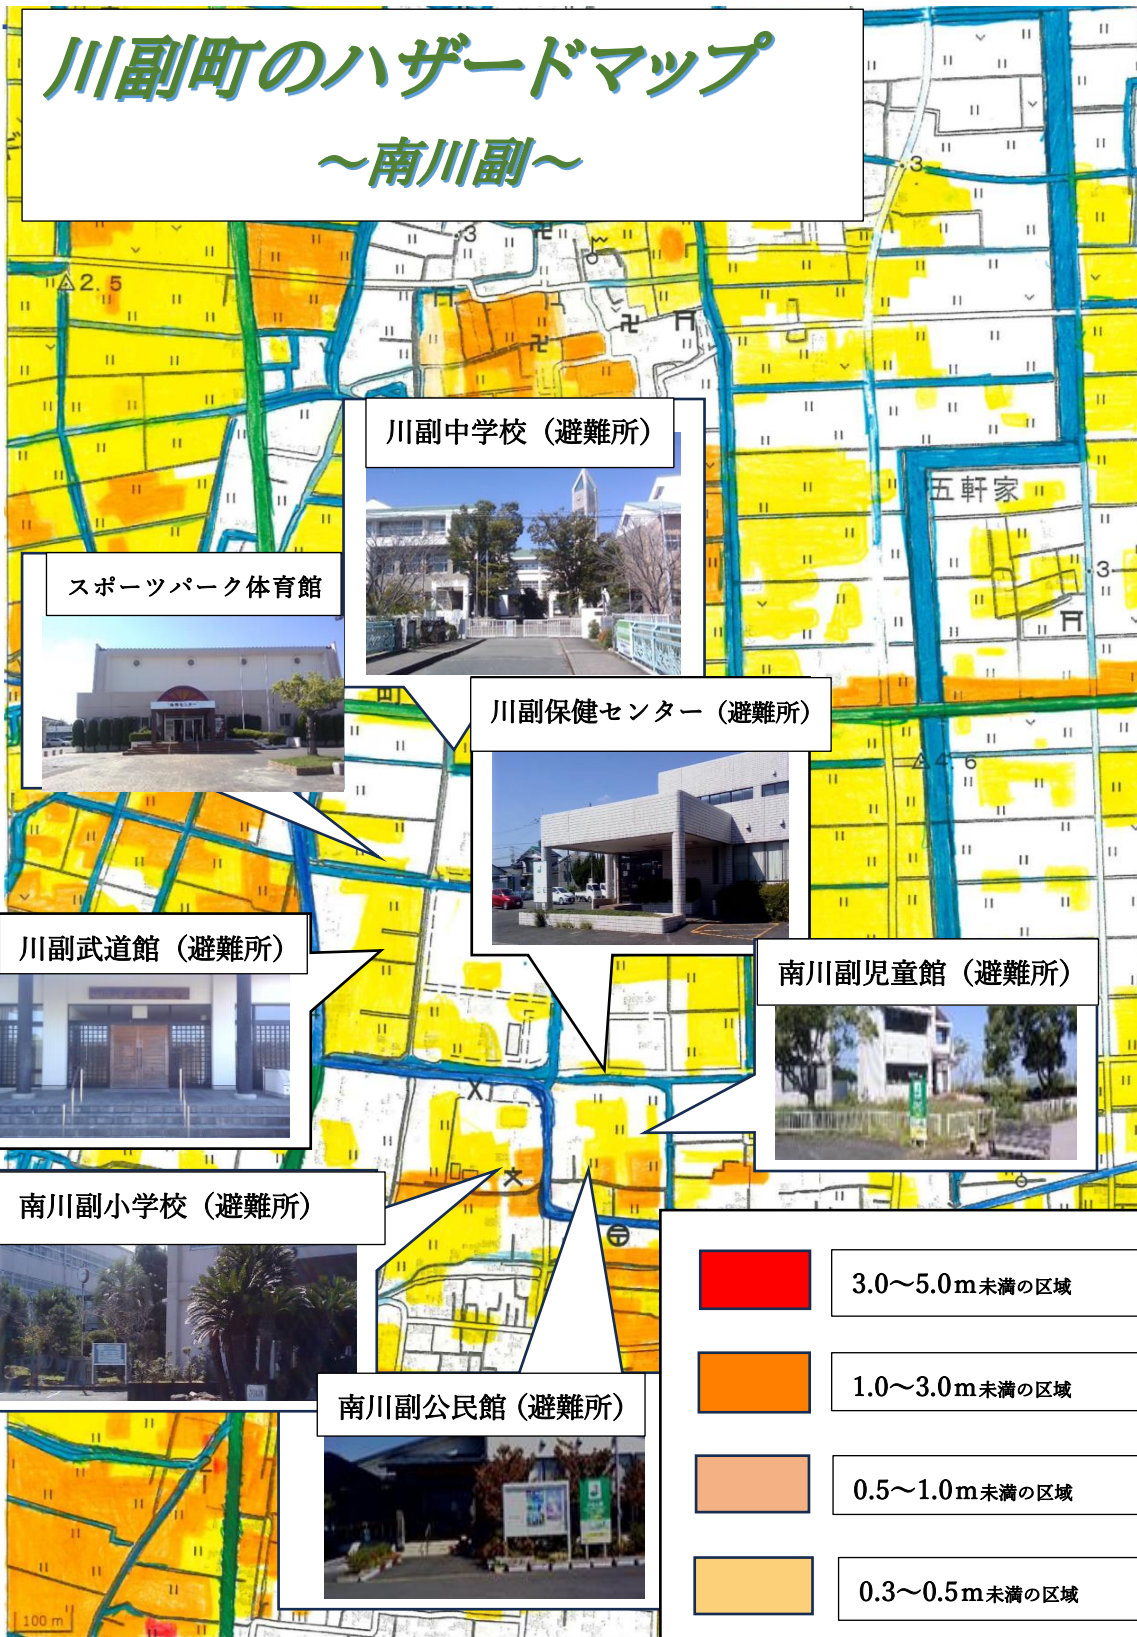 川副町のハザードマップ
～南川副～
3
3
2.5
川副中学校（避難所）
五軒家
スポーツパーク体育館
3
町
川副保健センター（避難所）
4.6
川副武道館（避難所）
南川副児童館（避難所）
南川副小学校（避難所）
3.0～5.0m未満の区域
1.0～3.0m未満の区域
南川副公民館（避難所）
0.5～1.0m未満の区域
0.3～0.5m未満の区域
100 m